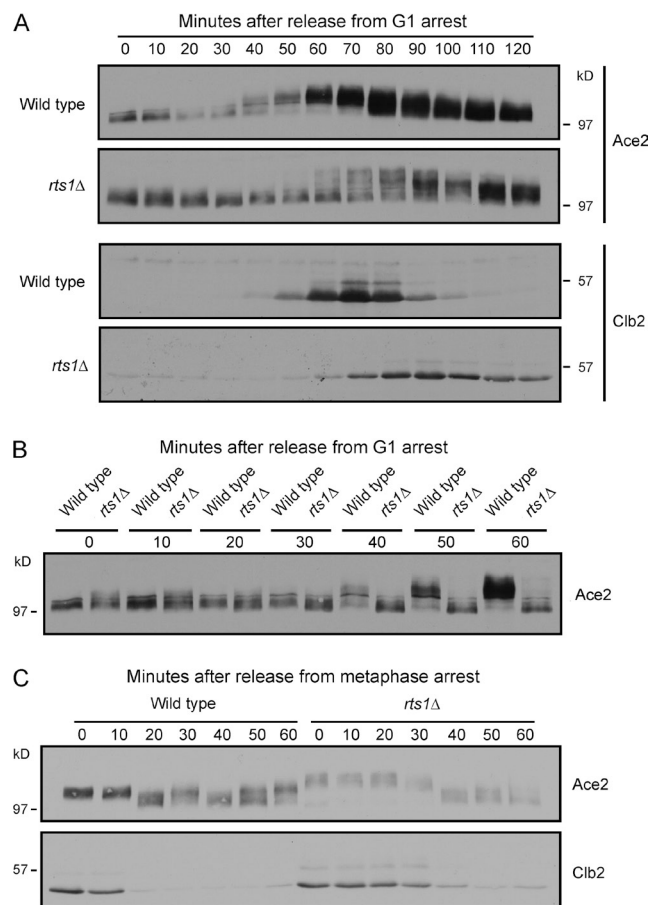 A
Minutes after release from G1 arrest
0 10 20 30 40 50 60 70 80 90 100 110 120
kD
Wild type
97
Ace2
rts1Δ
97
Wild type
57
Clb2
rts1Δ
57
B
Minutes after release from G1 arrest
Wild type rts1Δ Wild type rts1Δ Wild type rts1Δ Wild type rts1Δ Wild type rts1Δ Wild type rts1Δ Wild type rts1Δ
0 10 20 30 40 50 60
kD
97
Ace2
C
Minutes after release from metaphase arrest
Wild type rts1Δ
0 10 20 30 40 50 60 0 10 20 30 40 50 60
kD
Ace2
97
57
Clb2